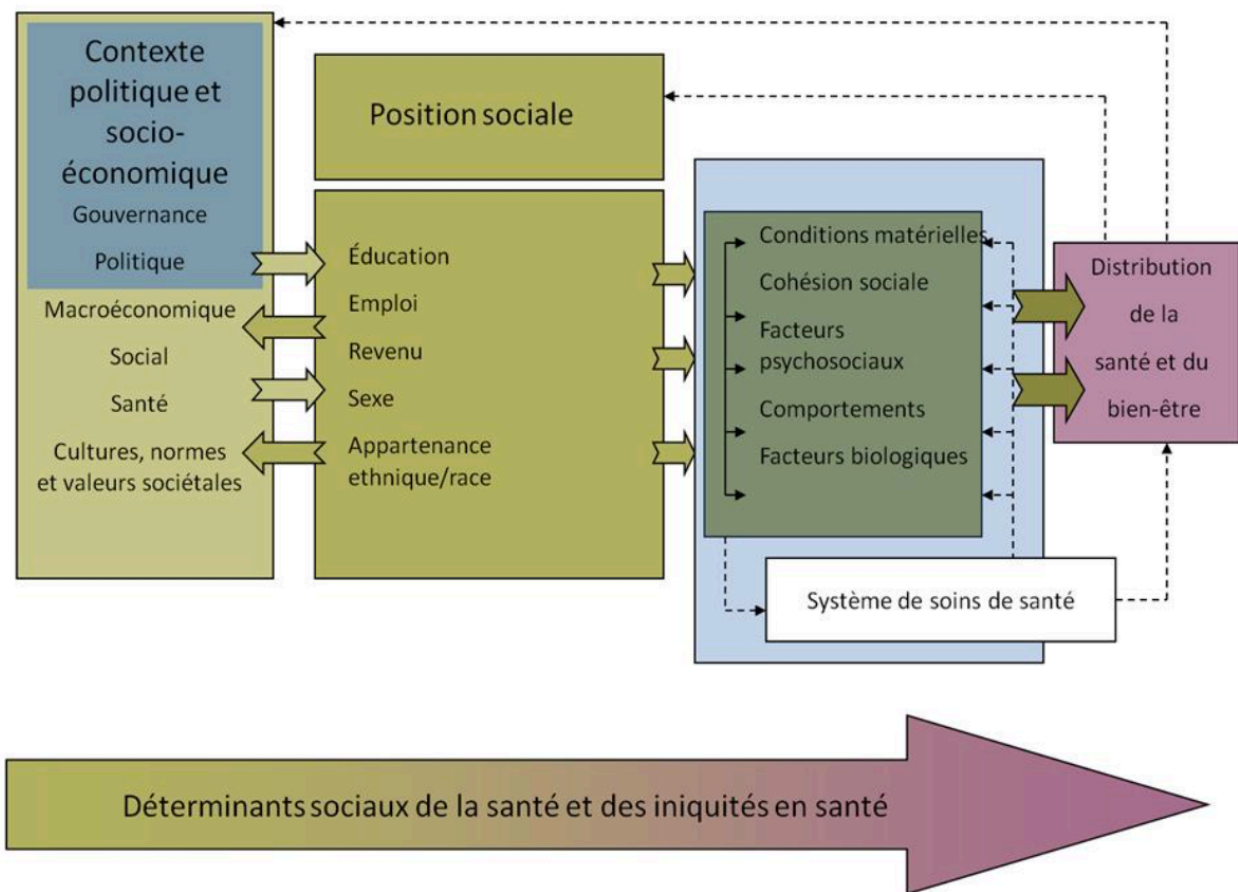 Contexte
politique et
socio-
économique
Gouvernance
Politique
Macroéconomique
Social
Santé
Cultures, normes
et valeurs sociétales
Position sociale
Éducation
Emploi
Revenu
Sexe
Appartenance
ethnique/race
Conditions matérielles
Cohésion sociale
Facteurs
psychosociaux
Comportements
Facteurs biologiques
Système de soins de santé
Distribution
de la
santé et du
bien-être
Déterminants sociaux de la santé et des iniquités en santé